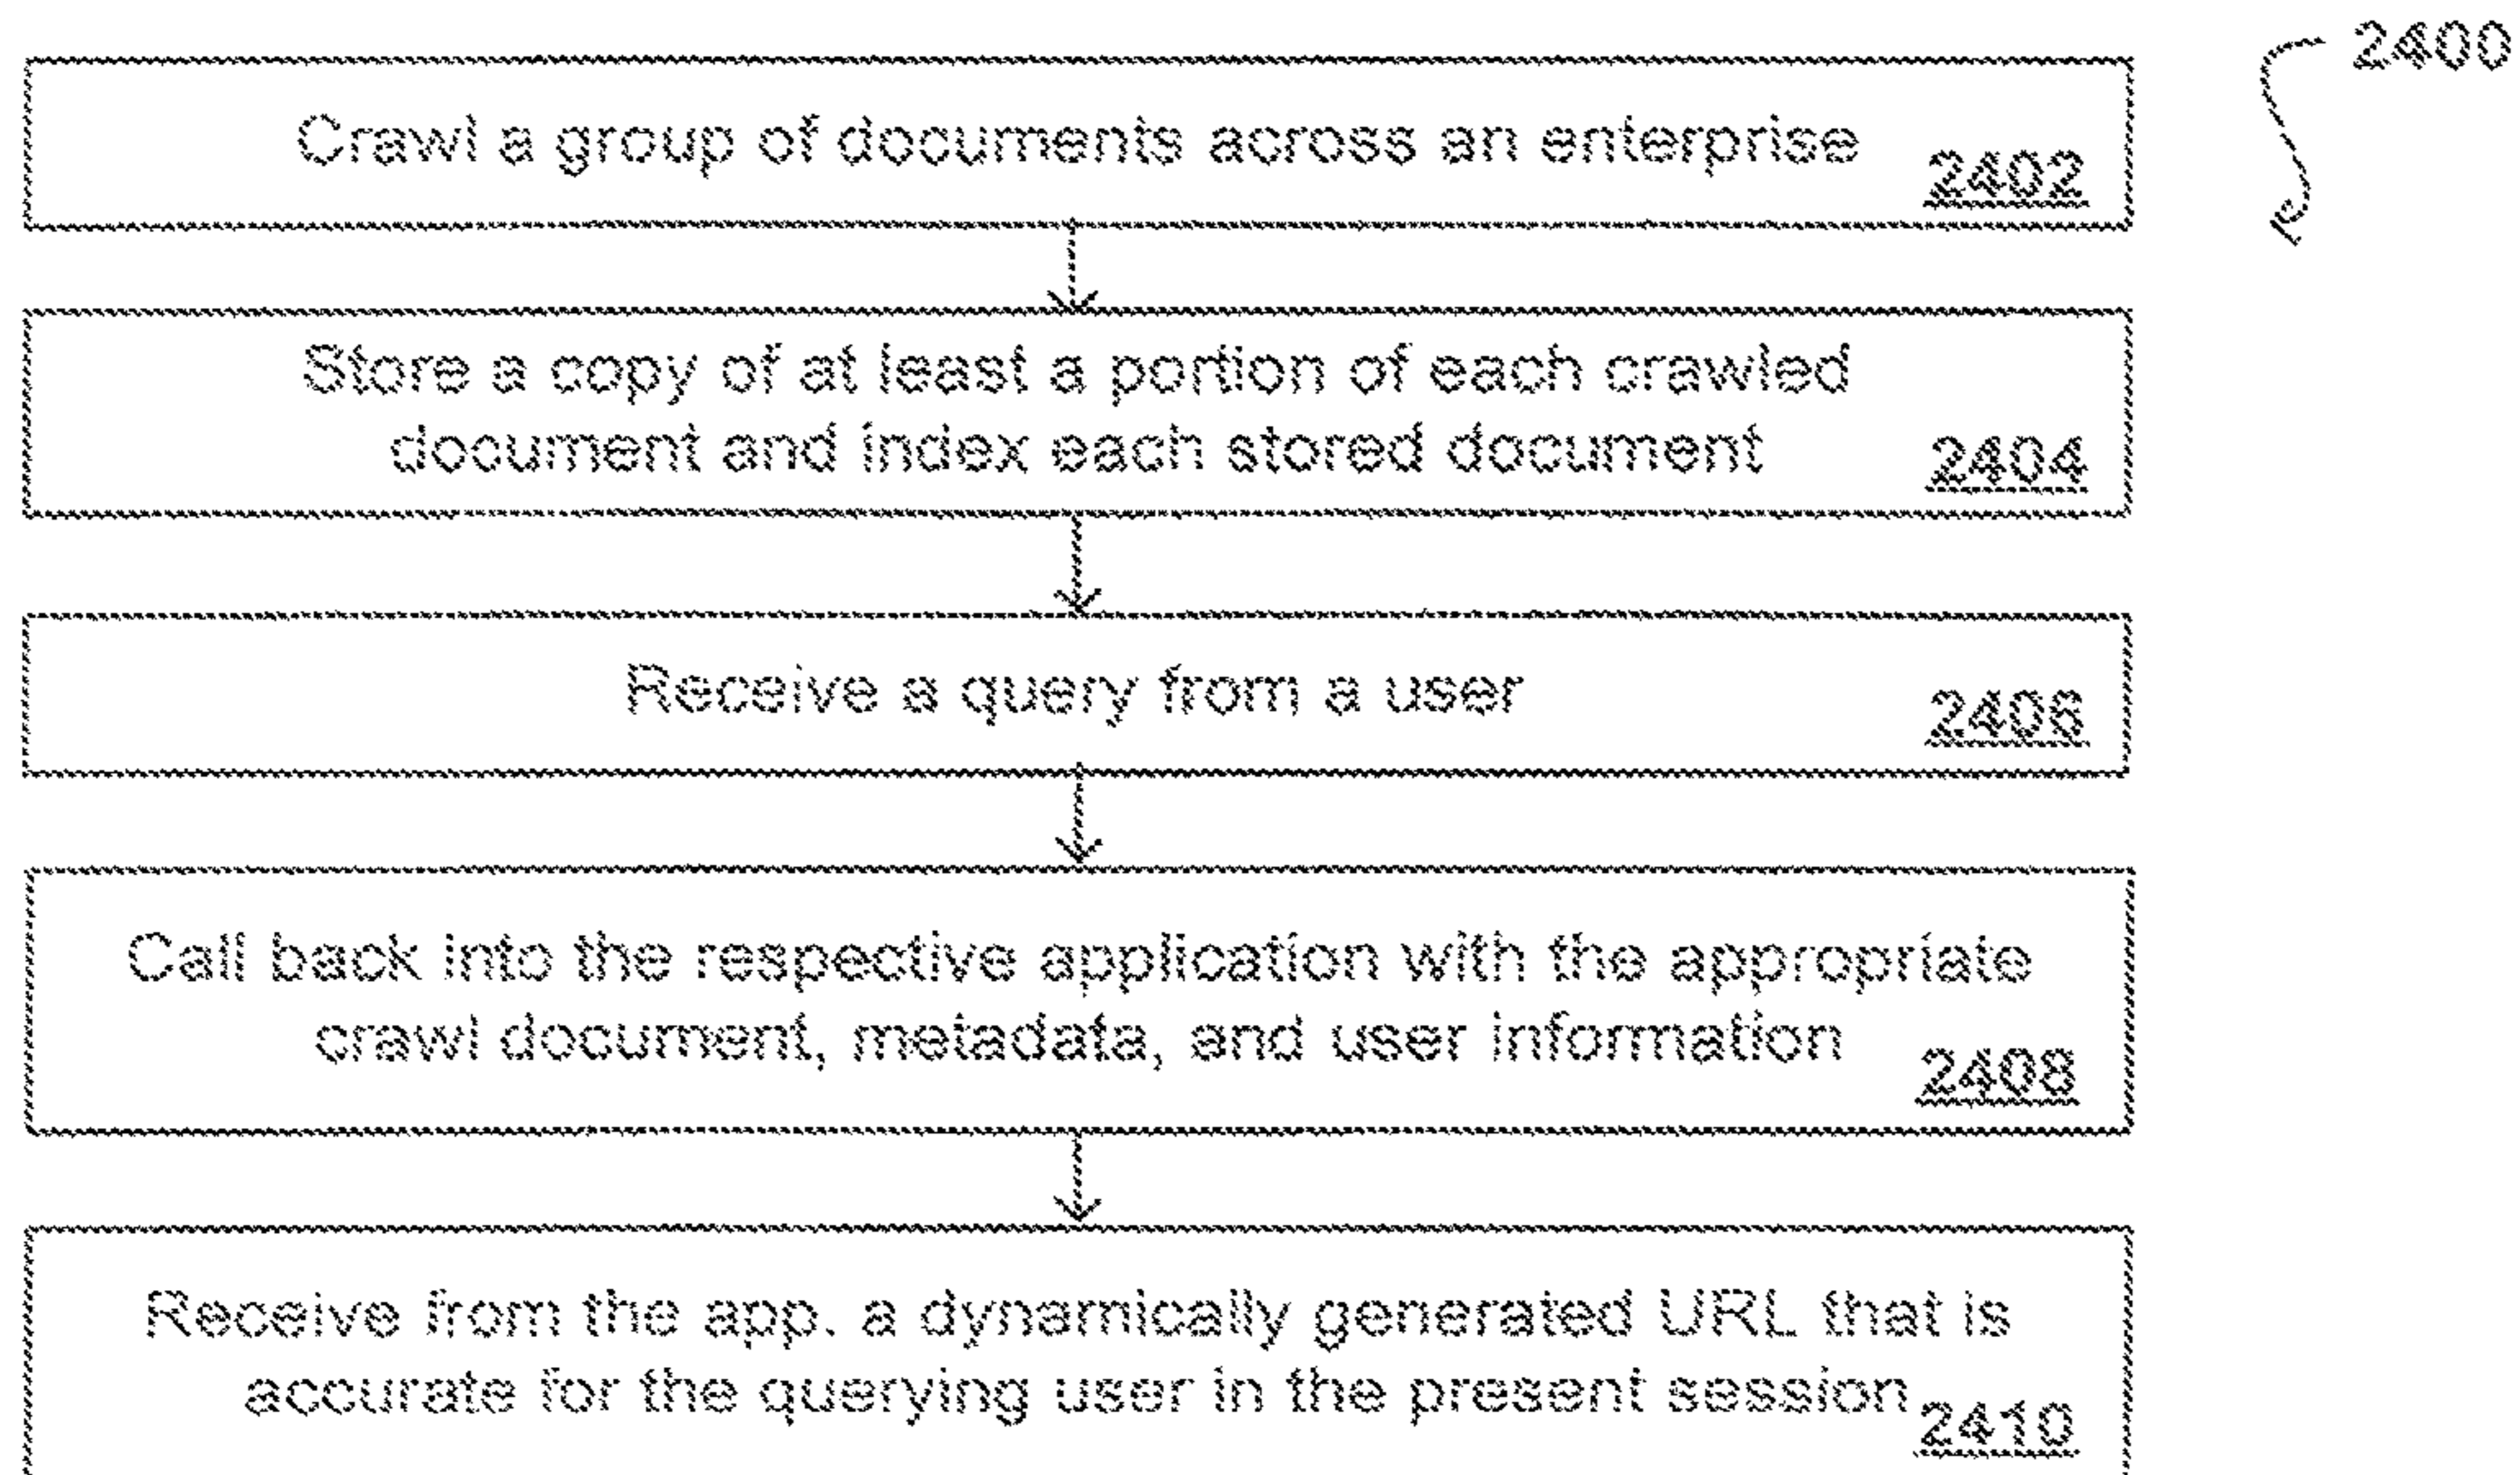 2400
Crawl a group of documents across an enterprise
2402
Store a copy of at least a portion of each crawled
document and index each stored document
2404
Receive a query from a user
2406
Call back into the respective application with the appropriate
crawl document, metadata, and user information
2408
Receive from the app. a dynamically generated URL that is
accurate for the querying user in the present session
2410